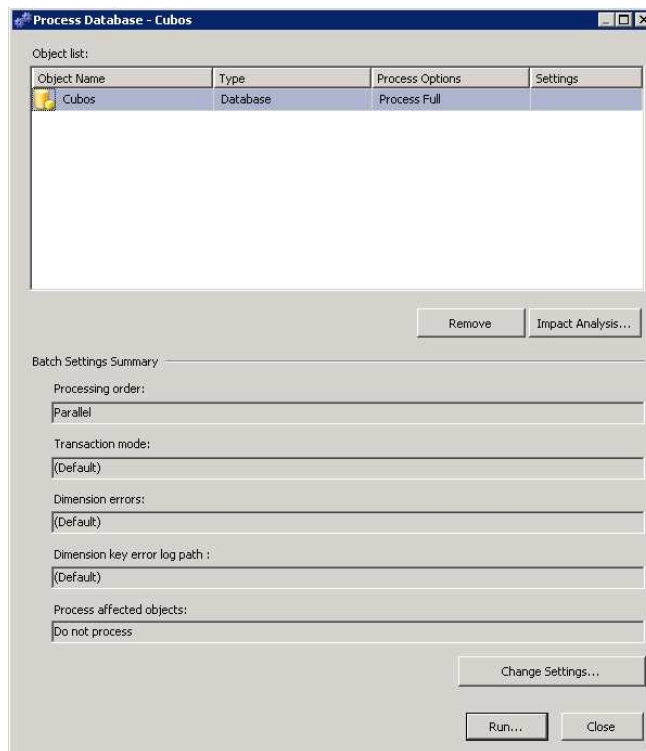 Process Database - Cubos
Object list:
Object Name Type Process Options Settings
Cubos Database Process Full
Remove Impact Analysis...
Batch Settings Summary
Processing order:
Parallel
Transaction mode:
(Default)
Dimension errors:
(Default)
Dimension key error log path :
(Default)
Process affected objects:
Do not process
Change Settings...
Run... Close